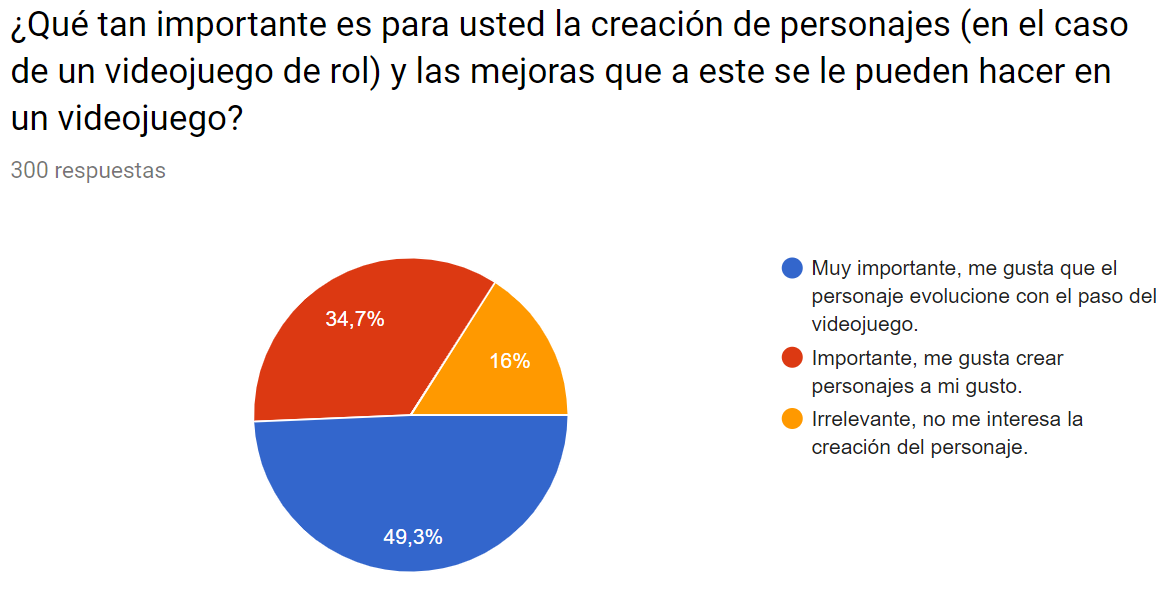 ¿Qué tan importante es para usted la creación de personajes (en el caso
de un videojuego de rol) y las mejoras que a este se le pueden hacer en
un videojuego?
300 respuestas
34,7%
16%
49,3%
Muy importante, me gusta que el
personaje evolucione con el paso del
videojuego.
Importante, me gusta crear
personajes a mi gusto.
Irrelevante, no me interesa la
creación del personaje.